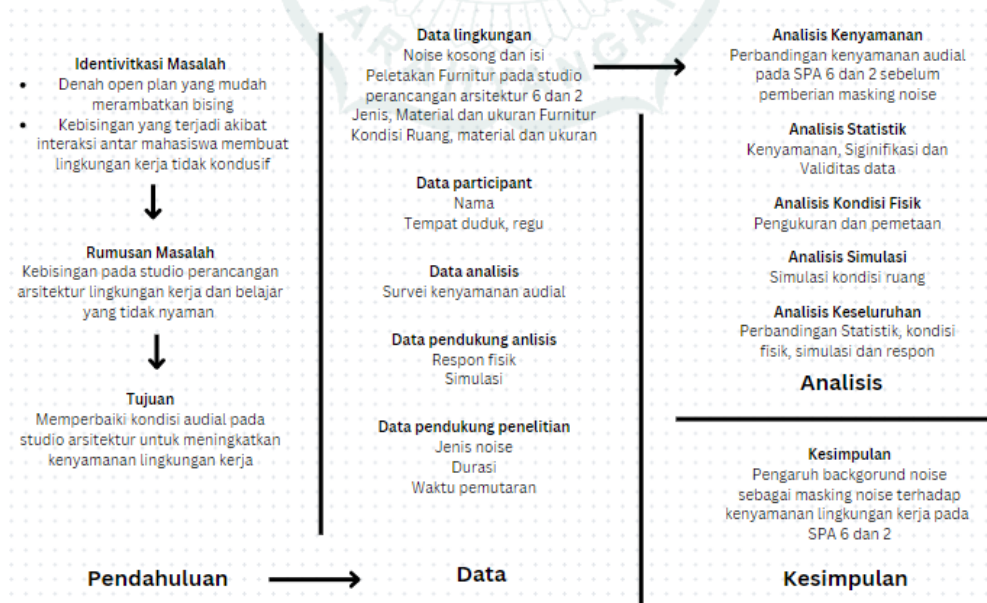 Identivitkasi Masalah
• Denah open plan yang mudah
merambatkan bising
• Kebisingan yang terjadi akibat
interaksi antar mahasiswa membuat
lingkungan kerja tidak kondusif
Rumusan Masalah
Kebisingan pada studio perancangan
arsitektur lingkungan kerja dan belajar
yang tidak nyaman
Tujuan
Memperbaiki kondisi audial pada
studio arsitektur untuk meningkatkan
kenyamanan lingkungan kerja
Pendahuluan
Data lingkungan
Noise kosong dan isi
Peletakan Furnitur pada studio
perancangan arsitektur 6 dan 2
Jenis, Material dan ukuran Furnitur
Kondisi Ruang, material dan ukuran
Data participant
Nama
Tempat duduk, regu
Data analisis
Survei kenyamanan audial
Data pendukung anlisis
Respon fisik
Simulasi
Data pendukung penelitian
Jenis noise
Durasi
Waktu pemutaran
Data
Analisis Kenyamanan
Perbandingan kenyamanan audial
pada SPA 6 dan 2 sebelum
pemberian masking noise
Analisis Statistik
Kenyamanan, Siginifikasi dan
Validitas data
Analisis Kondisi Fisik
Pengukuran dan pemetaan
Analisis Simulasi
Simulasi kondisi ruang
Analisis Keseluruhan
Perbandingan Statistik, kondisi
fisik, simulasi dan respon
Analisis
Kesimpulan
Pengaruh backgorund noise
sebagai masking noise terhadap
kenyamanan lingkungan kerja pada
SPA 6 dan 2
Kesimpulan